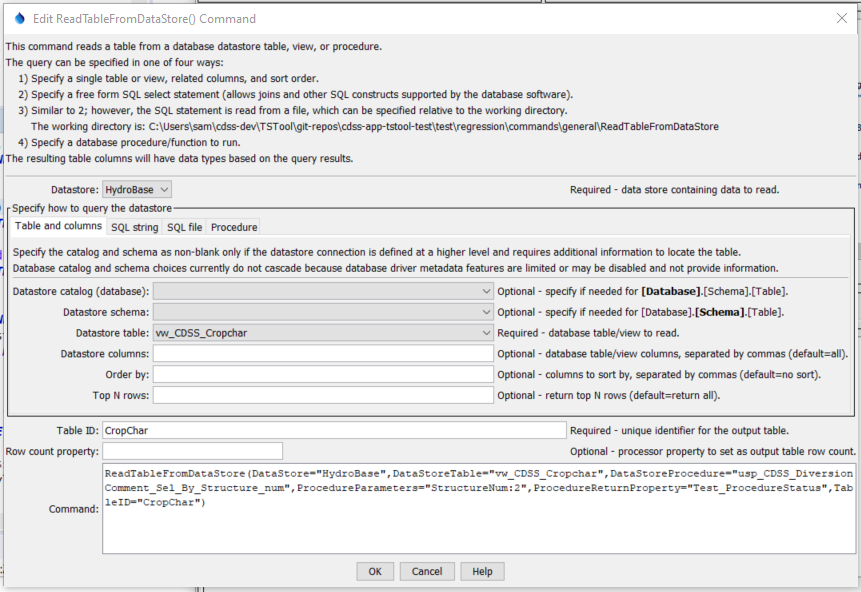 Edit ReadTableFromDataStore() Command
This command reads a table from a database datastore table, view, or procedure.
The query can be specified in one of four ways:
1) Specify a single table or view, related columns, and sort order.
2) Specify a free form SQL select statement (allows joins and other SQL constructs supported by the database software).
3) Similar to 2; however, the SQL statement is read from a file, which can be specified relative to the working directory.
The working directory is: C:\Users\sam\cdss-dev\TSTool\git-repos\cdss-app-tstool-test\test\regression\commands\general\ReadTableFromDataStore
4) Specify a database procedure/function to run.
The resulting table columns will have data types based on the query results.
Datastore: HydroBase Required - data store containing data to read.
Specify how to query the datastore
Table and columns SQL string SQL file Procedure
Specify the catalog and schema as non-blank only if the datastore connection is defined at a higher level and requires additional information to locate the table.
Database catalog and schema choices currently do not cascade because database driver metadata features are limited or may be disabled and not provide information.
Datastore catalog (database): Optional - specify if needed for [Database].[Schema].[Table].
Datastore schema: Optional - specify if needed for [Database].[Schema].[Table].
Datastore table: vw_CDSS_Cropchar Required - database table/view to read.
Datastore columns: Optional - database table/view columns, separated by commas (default=all).
Order by: Optional - columns to sort by, separated by commas (default=no sort).
Top N rows: Optional - return top N rows (default=return all).
Table ID: CropChar Required - unique identifier for the output table.
Row count property: Optional - processor property to set as output table row count.
Command: ReadTableFromDataStore(DataStore="HydroBase",DataStoreTable="vw_CDSS_Cropchar",DataStoreProcedure="usp_CDSS_Diversion
Comment_Sel_By_Structure_num",ProcedureParameters="StructureNum:2",ProcedureReturnProperty="Test_ProcedureStatus",Tab
leID="CropChar")
OK Cancel Help